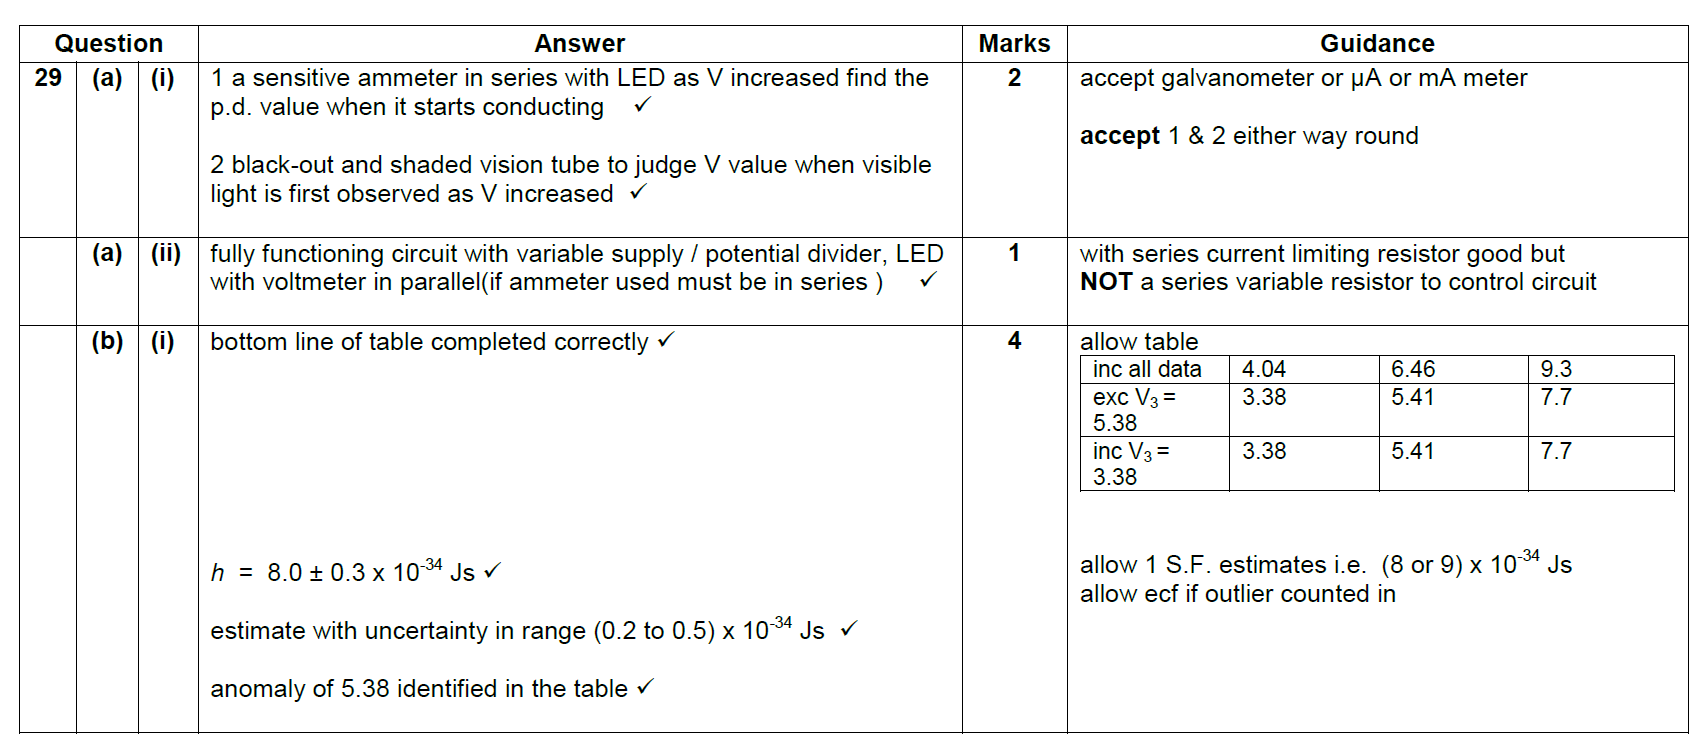 Question Answer Marks Guidance
29 (a) (i) 1 a sensitive ammeter in series with LED as V increased find the
p.d. value when it starts conducting ✓
2 black-out and shaded vision tube to judge V value when visible
light is first observed as V increased ✓
2
accept galvanometer or µA or mA meter
accept 1 & 2 either way round
(a) (ii) fully functioning circuit with variable supply / potential divider, LED
with voltmeter in parallel(if ammeter used must be in series ) ✓
1
with series current limiting resistor good but
NOT a series variable resistor to control circuit
(b) (i) bottom line of table completed correctly ✓
h = 8.0 ± 0.3 x 10⁻³⁴ Js ✓
estimate with uncertainty in range (0.2 to 0.5) x 10⁻³⁴ Js ✓
anomaly of 5.38 identified in the table ✓
4
allow table
inc all data 4.04 6.46 9.3
exc V₃ = 3.38 5.41 7.7
5.38
inc V₃ = 3.38 5.41 7.7
3.38
allow 1 S.F. estimates i.e. (8 or 9) x 10⁻³⁴ Js
allow ecf if outlier counted in